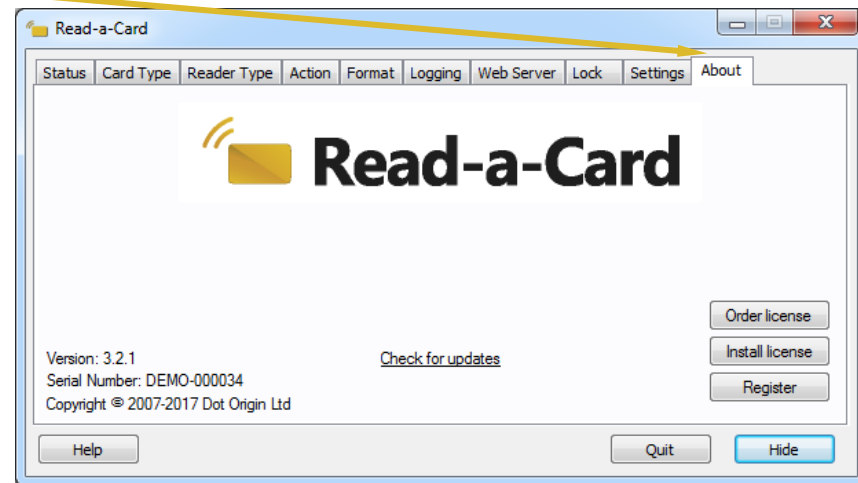 Read-a-Card
Status Card Type Reader Type Action Format Logging Web Server Lock Settings About
Read-a-Card
Order license
Version: 3.2.1 Check for updates Install license
Serial Number: DEMO-000034 Register
Copyright © 2007-2017 Dot Origin Ltd
Help Quit Hide